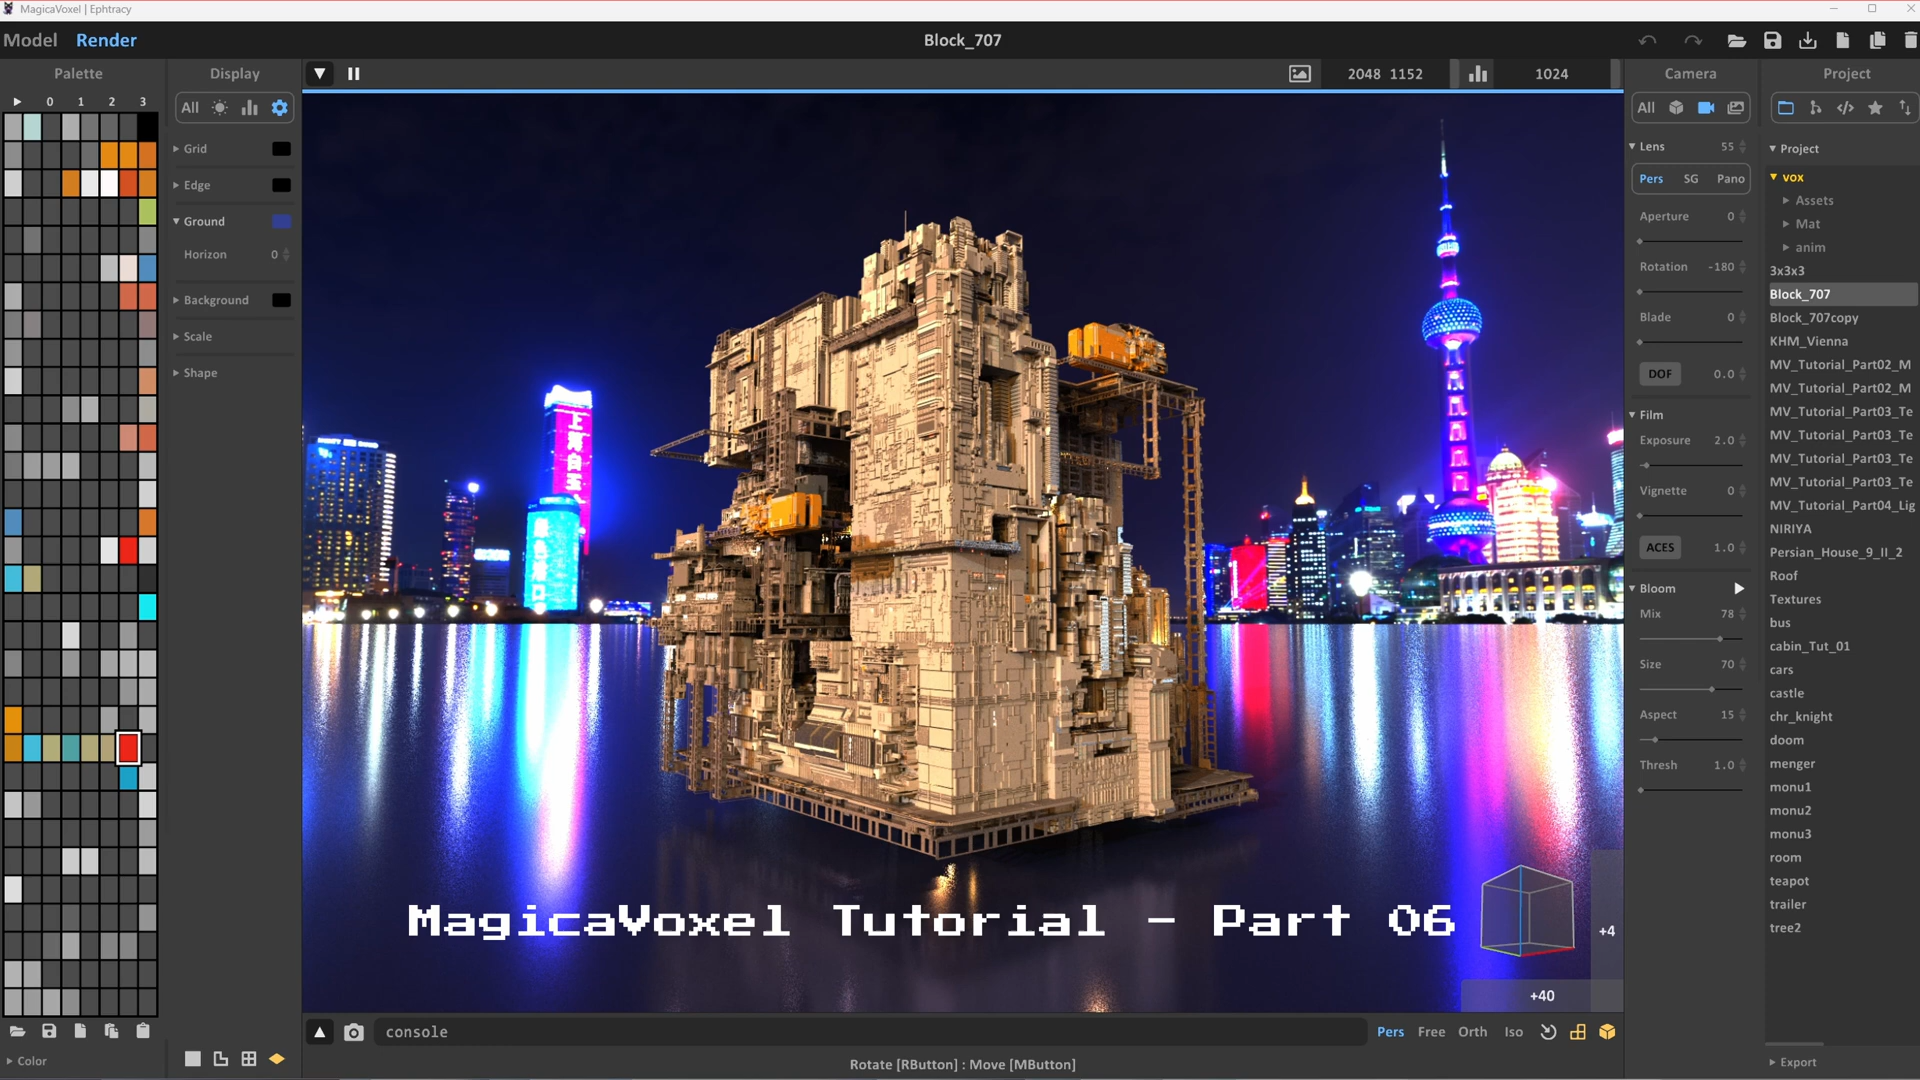 MagicaVoxel | Ephtracy
Model Render
Block_707
Palette
0 1 2 3
Color
Display
All
Grid
Edge
Ground
Horizon 0
Background
Scale
Shape
2048 1152
1024
上海自
MagicaVoxel Tutorial - Part 06
+4
+40
console
Pers Free Orth Iso
Rotate [RButton] : Move [MButton]
Camera
All
Lens 55
Pers SG Pano
Aperture 0
Rotation -180
Blade 0
DOF 0.0
Film
Exposure 2.0
Vignette 0
ACES 1.0
Bloom
Mix 78
Size 70
Aspect 15
Thresh 1.0
Project
Project
vox
Assets
Mat
anim
3x3x3
Block_707
Block_707copy
KHM_Vienna
MV_Tutorial_Part02_M
MV_Tutorial_Part02_M
MV_Tutorial_Part03_Te
MV_Tutorial_Part03_Te
MV_Tutorial_Part03_Te
MV_Tutorial_Part03_Te
MV_Tutorial_Part04_Lig
NIRIYA
Persian_House_9_II_2
Roof
Textures
bus
cabin_Tut_01
cars
castle
chr_knight
doom
menger
monu1
monu2
monu3
room
teapot
trailer
tree2
Export